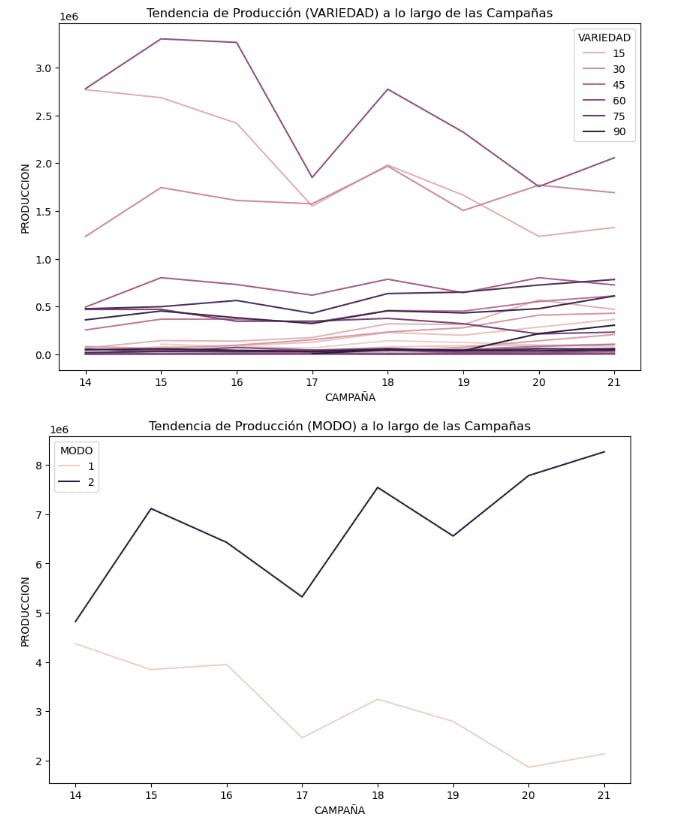 Tendencia de Producción (VARIEDAD) a lo largo de las Campañas
1e6
VARIEDAD
15
30
45
60
75
90
3.0
2.5
2.0
1.5
1.0
0.5
0.0
PRODUCCION
14 15 16 17 18 19 20 21
CAMPAÑA
Tendencia de Producción (MODO) a lo largo de las Campañas
1e6
MODO
1
2
8
7
6
5
4
3
2
PRODUCCION
14 15 16 17 18 19 20 21
CAMPAÑA